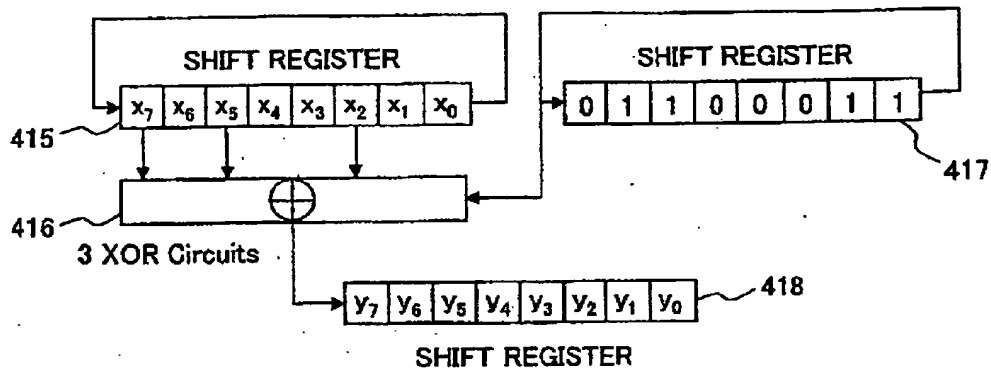 SHIFT REGISTER
x7 x6 x5 x4 x3 x2 x1 x0
415
SHIFT REGISTER
0 1 1 0 0 0 1 1
417
416
3 XOR Circuits
y7 y6 y5 y4 y3 y2 y1 y0
418
SHIFT REGISTER